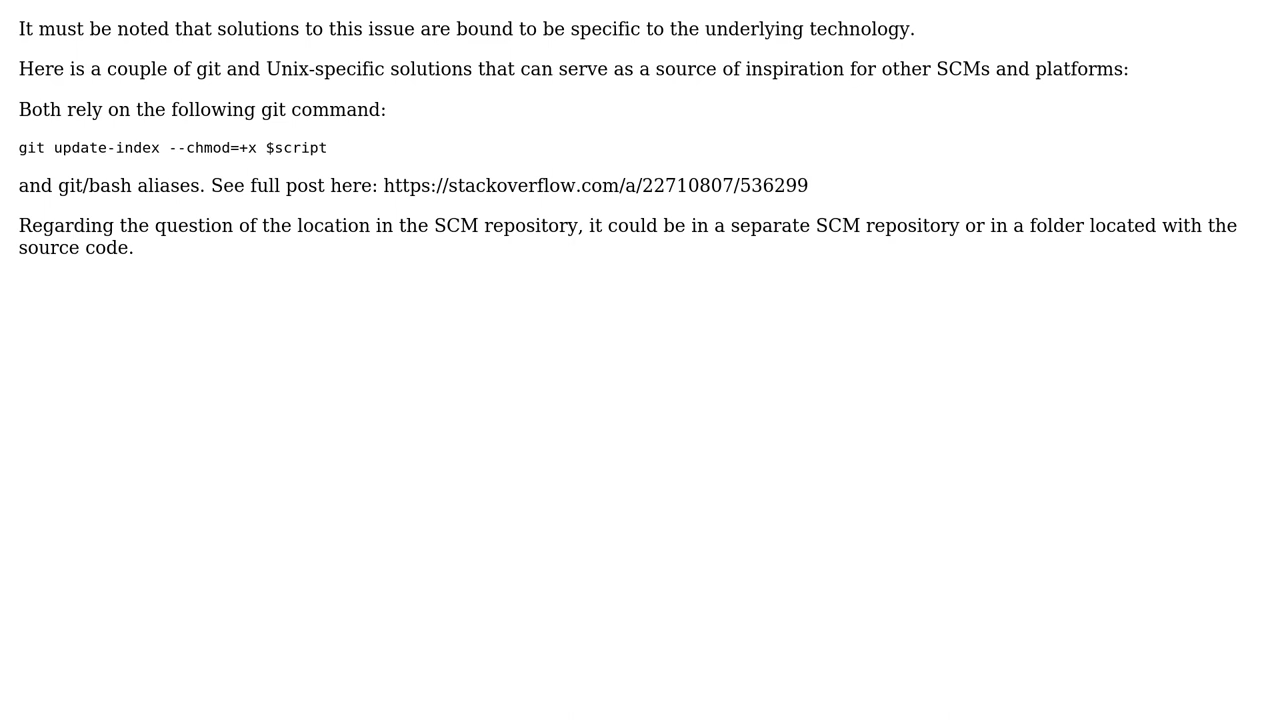 It must be noted that solutions to this issue are bound to be specific to the underlying technology.
Here is a couple of git and Unix-specific solutions that can serve as a source of inspiration for other SCMs and platforms:
Both rely on the following git command:
git update-index --chmod=+x $script
and git/bash aliases. See full post here: https://stackoverflow.com/a/22710807/536299
Regarding the question of the location in the SCM repository, it could be in a separate SCM repository or in a folder located with the
source code.